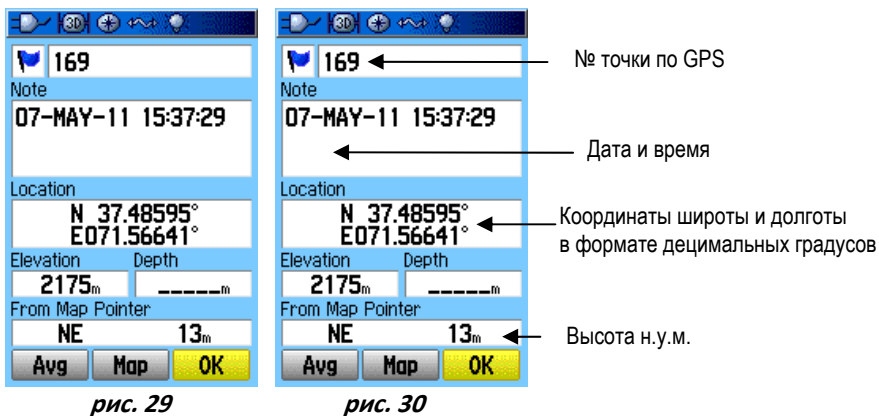 3D
169
Note
07-MAY-11 15:37:29
Location
N 37.48595°
E071.56641°
Elevation Depth
2175m _____m
From Map Pointer
NE 13m
Avg Map OK
рис. 29
3D
169
Note
07-MAY-11 15:37:29
Location
N 37.48595°
E071.56641°
Elevation Depth
2175m _____m
From Map Pointer
NE 13m
Avg Map OK
рис. 30
№ точки по GPS
Дата и время
Координаты широты и долготы
в формате децимальных градусов
Высота н.у.м.